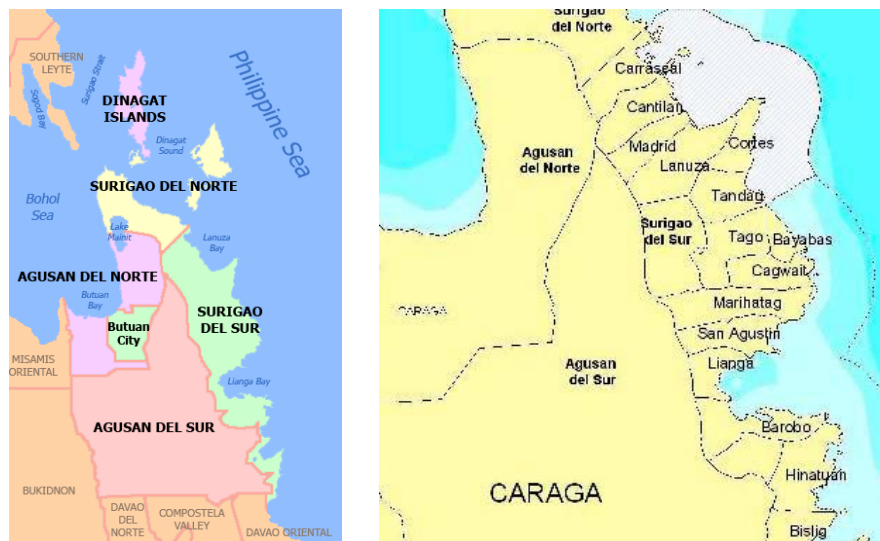 SOUTHERN
LEYTE
Surigao Strait
Sogod Bay
Philippine Sea
DINAGAT
ISLANDS
Dinagat
Sound
SURIGAO DEL NORTE
Bohol
Sea
Lake
Mainit
Lanuza
Bay
AGUSAN DEL NORTE
Butuan
Bay
SURIGAO
DEL SUR
Butuan
City
MISAMIS
ORIENTAL
Lianga Bay
AGUSAN DEL SUR
BUKIDNON
DAVAO
DEL
NORTE
COMPOSTELA
VALLEY
DAVAO ORIENTAL
Surigao
del Norte
Carrascal
Cantilan
Madrid
Cortes
Agusan
del Norte
Lanuza
Tandag
Surigao
del Sur
Tago
Bayabas
Cagwait
Marihatag
CARAGA
San Agustin
Agusan
del Sur
Lianga
Barobo
Hinatuan
CARAGA
Bislig